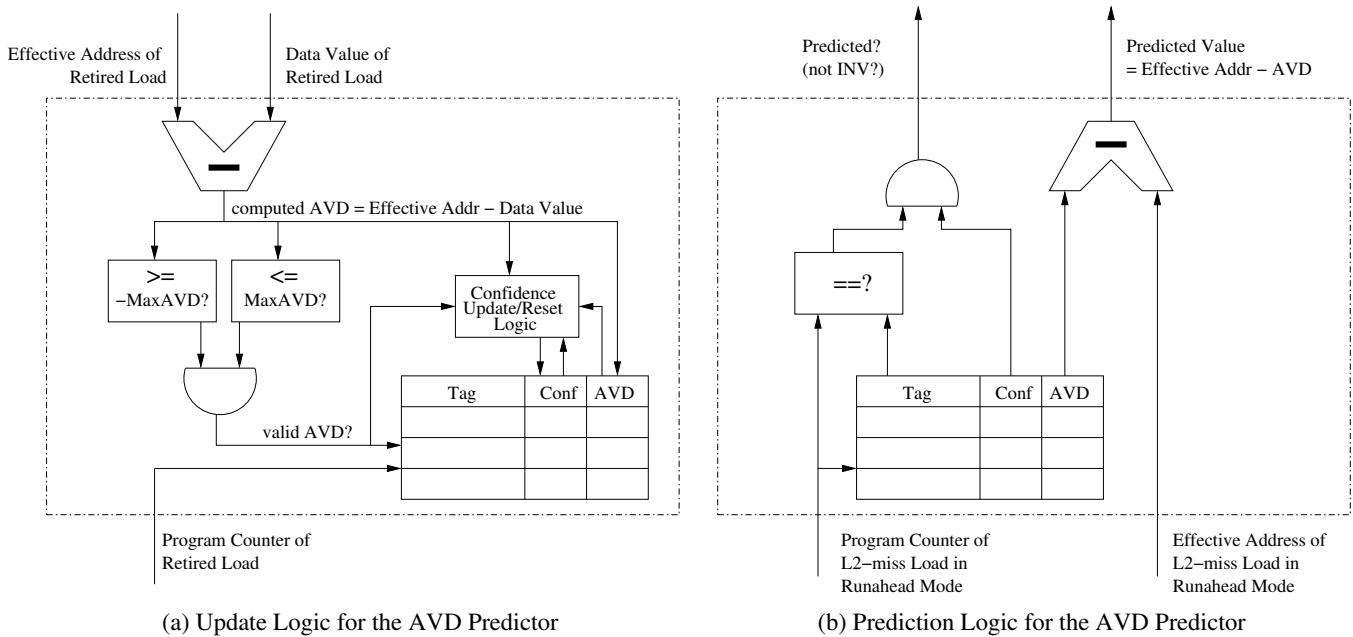 Effective Address of
Retired Load
Data Value of
Retired Load
computed AVD = Effective Addr − Data Value
>=
−MaxAVD?
<=
MaxAVD?
Confidence
Update/Reset
Logic
Tag Conf AVD
valid AVD?
Program Counter of
Retired Load
(a) Update Logic for the AVD Predictor
Predicted?
(not INV?)
Predicted Value
= Effective Addr − AVD
==?
Tag Conf AVD
Program Counter of
L2−miss Load in
Runahead Mode
Effective Address of
L2−miss Load in
Runahead Mode
(b) Prediction Logic for the AVD Predictor